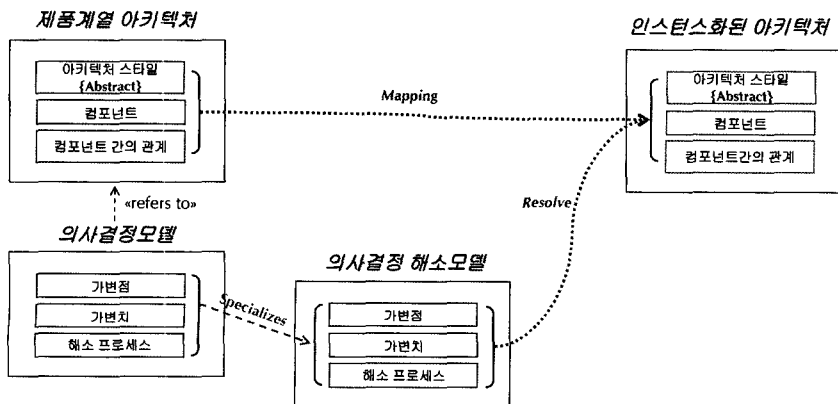 제품계열 아키텍처
아키텍처 스타일
{Abstract}
컴포넌트
컴포넌트 간의 관계
Mapping
인스턴스화된 아키텍처
아키텍처 스타일
{Abstract}
컴포넌트
컴포넌트간의 관계
«refers to»
Resolve
의사결정모델
가변점
가변치
해소 프로세스
Specializes
의사결정 해소모델
가변점
가변치
해소 프로세스